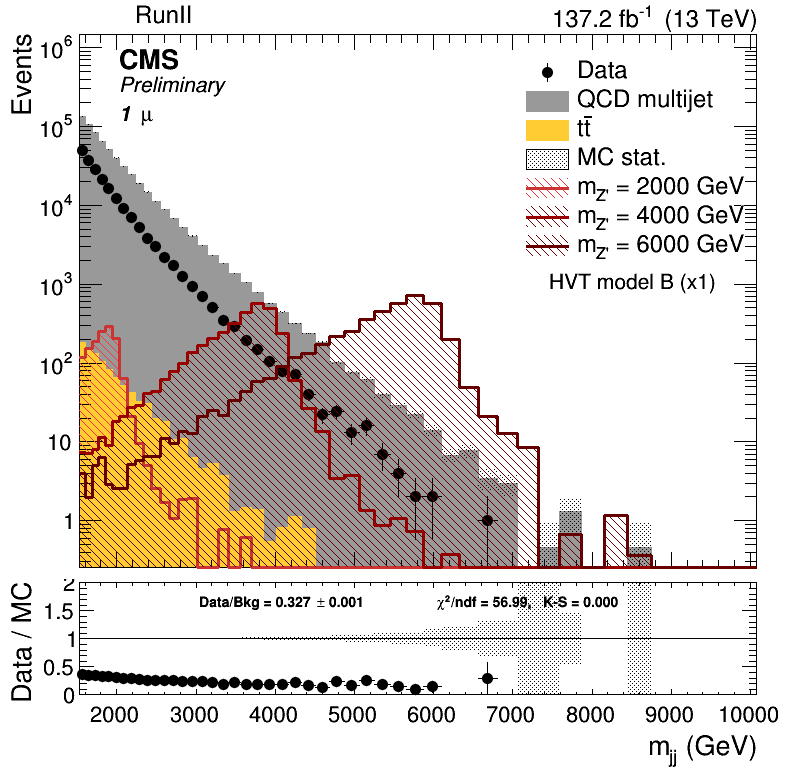 RunII 137.2 fb⁻¹ (13 TeV)
CMS
Preliminary
1 μ
Data
QCD multijet
tt̄
MC stat.
m_Z' = 2000 GeV
m_Z' = 4000 GeV
m_Z' = 6000 GeV
HVT model B (x1)
Events
10⁶
10⁵
10⁴
10³
10²
10
1
Data/Bkg = 0.327 ± 0.001 χ²/ndf = 56.99, K-S = 0.000
Data / MC
2
1.5
1
0.5
0
2000 3000 4000 5000 6000 7000 8000 9000 10000
m_jj (GeV)